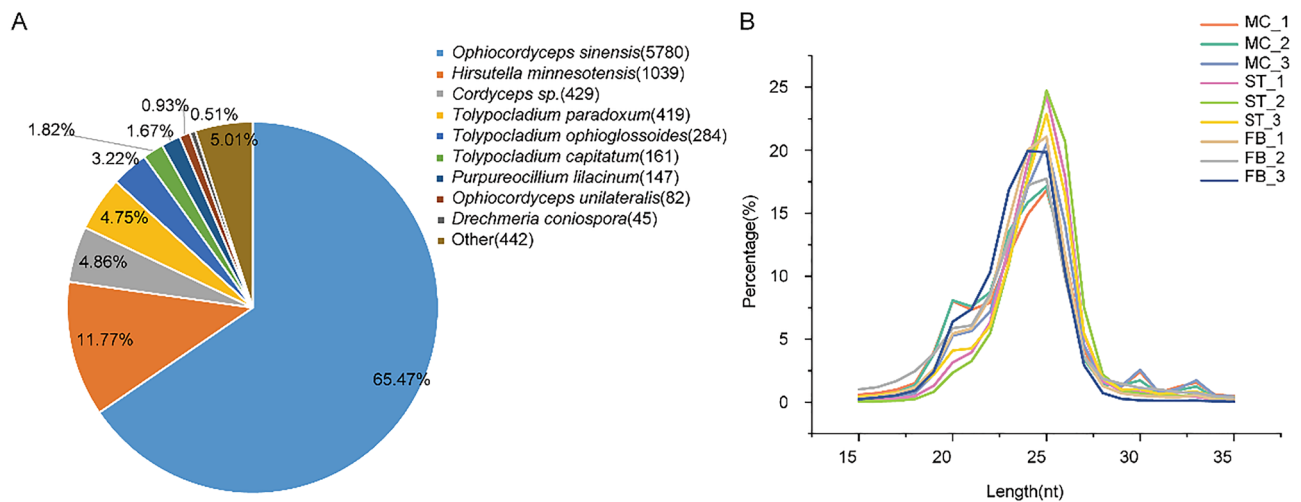 A
Ophiocordyceps sinensis(5780)
Hirsutella minnesotensis(1039)
Cordyceps sp.(429)
Tolypocladium paradoxum(419)
Tolypocladium ophioglossoides(284)
Tolypocladium capitatum(161)
Purpureocillium lilacinum(147)
Ophiocordyceps unilateralis(82)
Drechmeria coniospora(45)
Other(442)
0.93%
0.51%
1.82%
1.67%
5.01%
3.22%
4.75%
4.86%
11.77%
65.47%
B
MC_1
MC_2
MC_3
ST_1
ST_2
ST_3
FB_1
FB_2
FB_3
Percentage(%)
25
20
15
10
5
0
15
20
25
30
35
Length(nt)